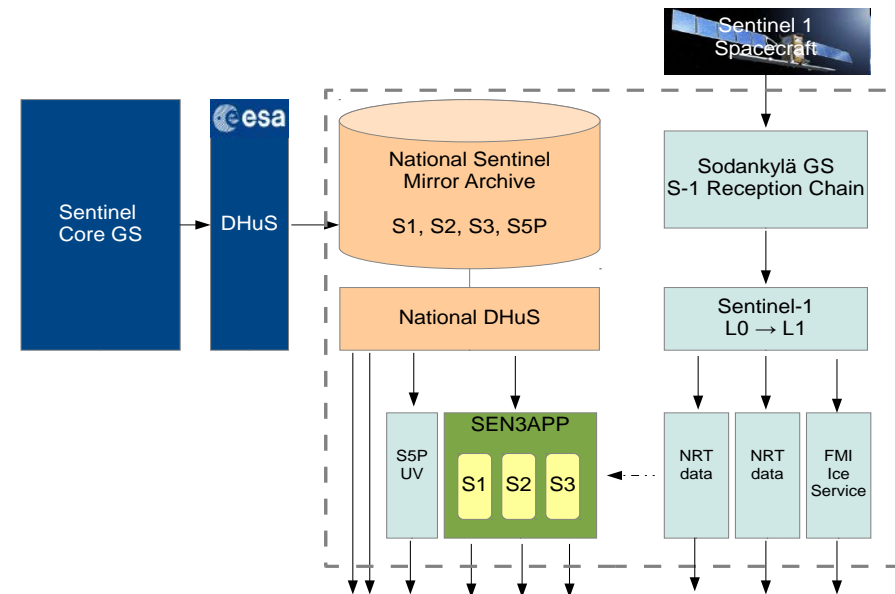 Sentinel 1
Spacecraft
esa
Sentinel
Core GS
DHuS
National Sentinel
Mirror Archive
S1, S2, S3, S5P
National DHuS
Sodankylä GS
S-1 Reception Chain
Sentinel-1
L0 → L1
S5P
UV
SEN3APP
S1
S2
S3
NRT
data
NRT
data
FMI
Ice
Service